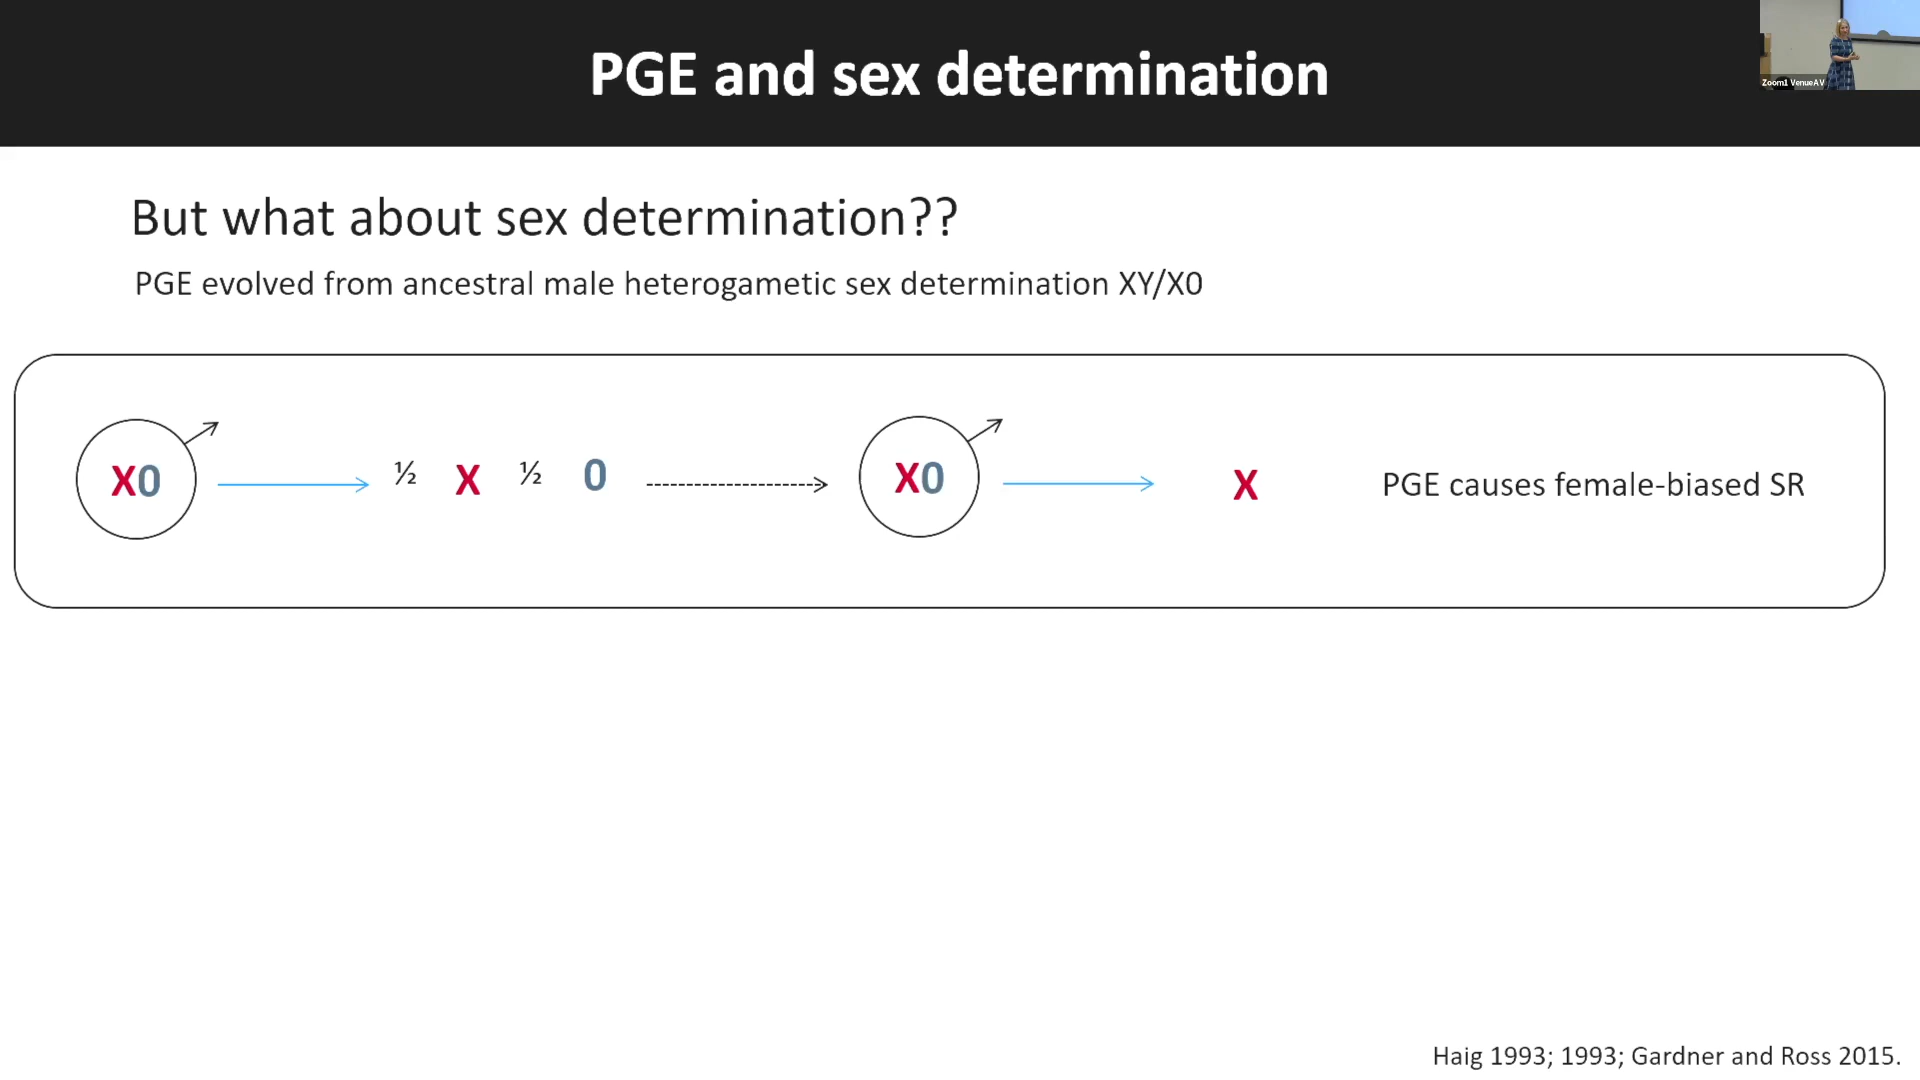 PGE and sex determination
Zoom1 VenueAV
But what about sex determination??
PGE evolved from ancestral male heterogametic sex determination XY/X0
X0 ½ X ½ 0 X0 X PGE causes female-biased SR
Haig 1993; 1993; Gardner and Ross 2015.